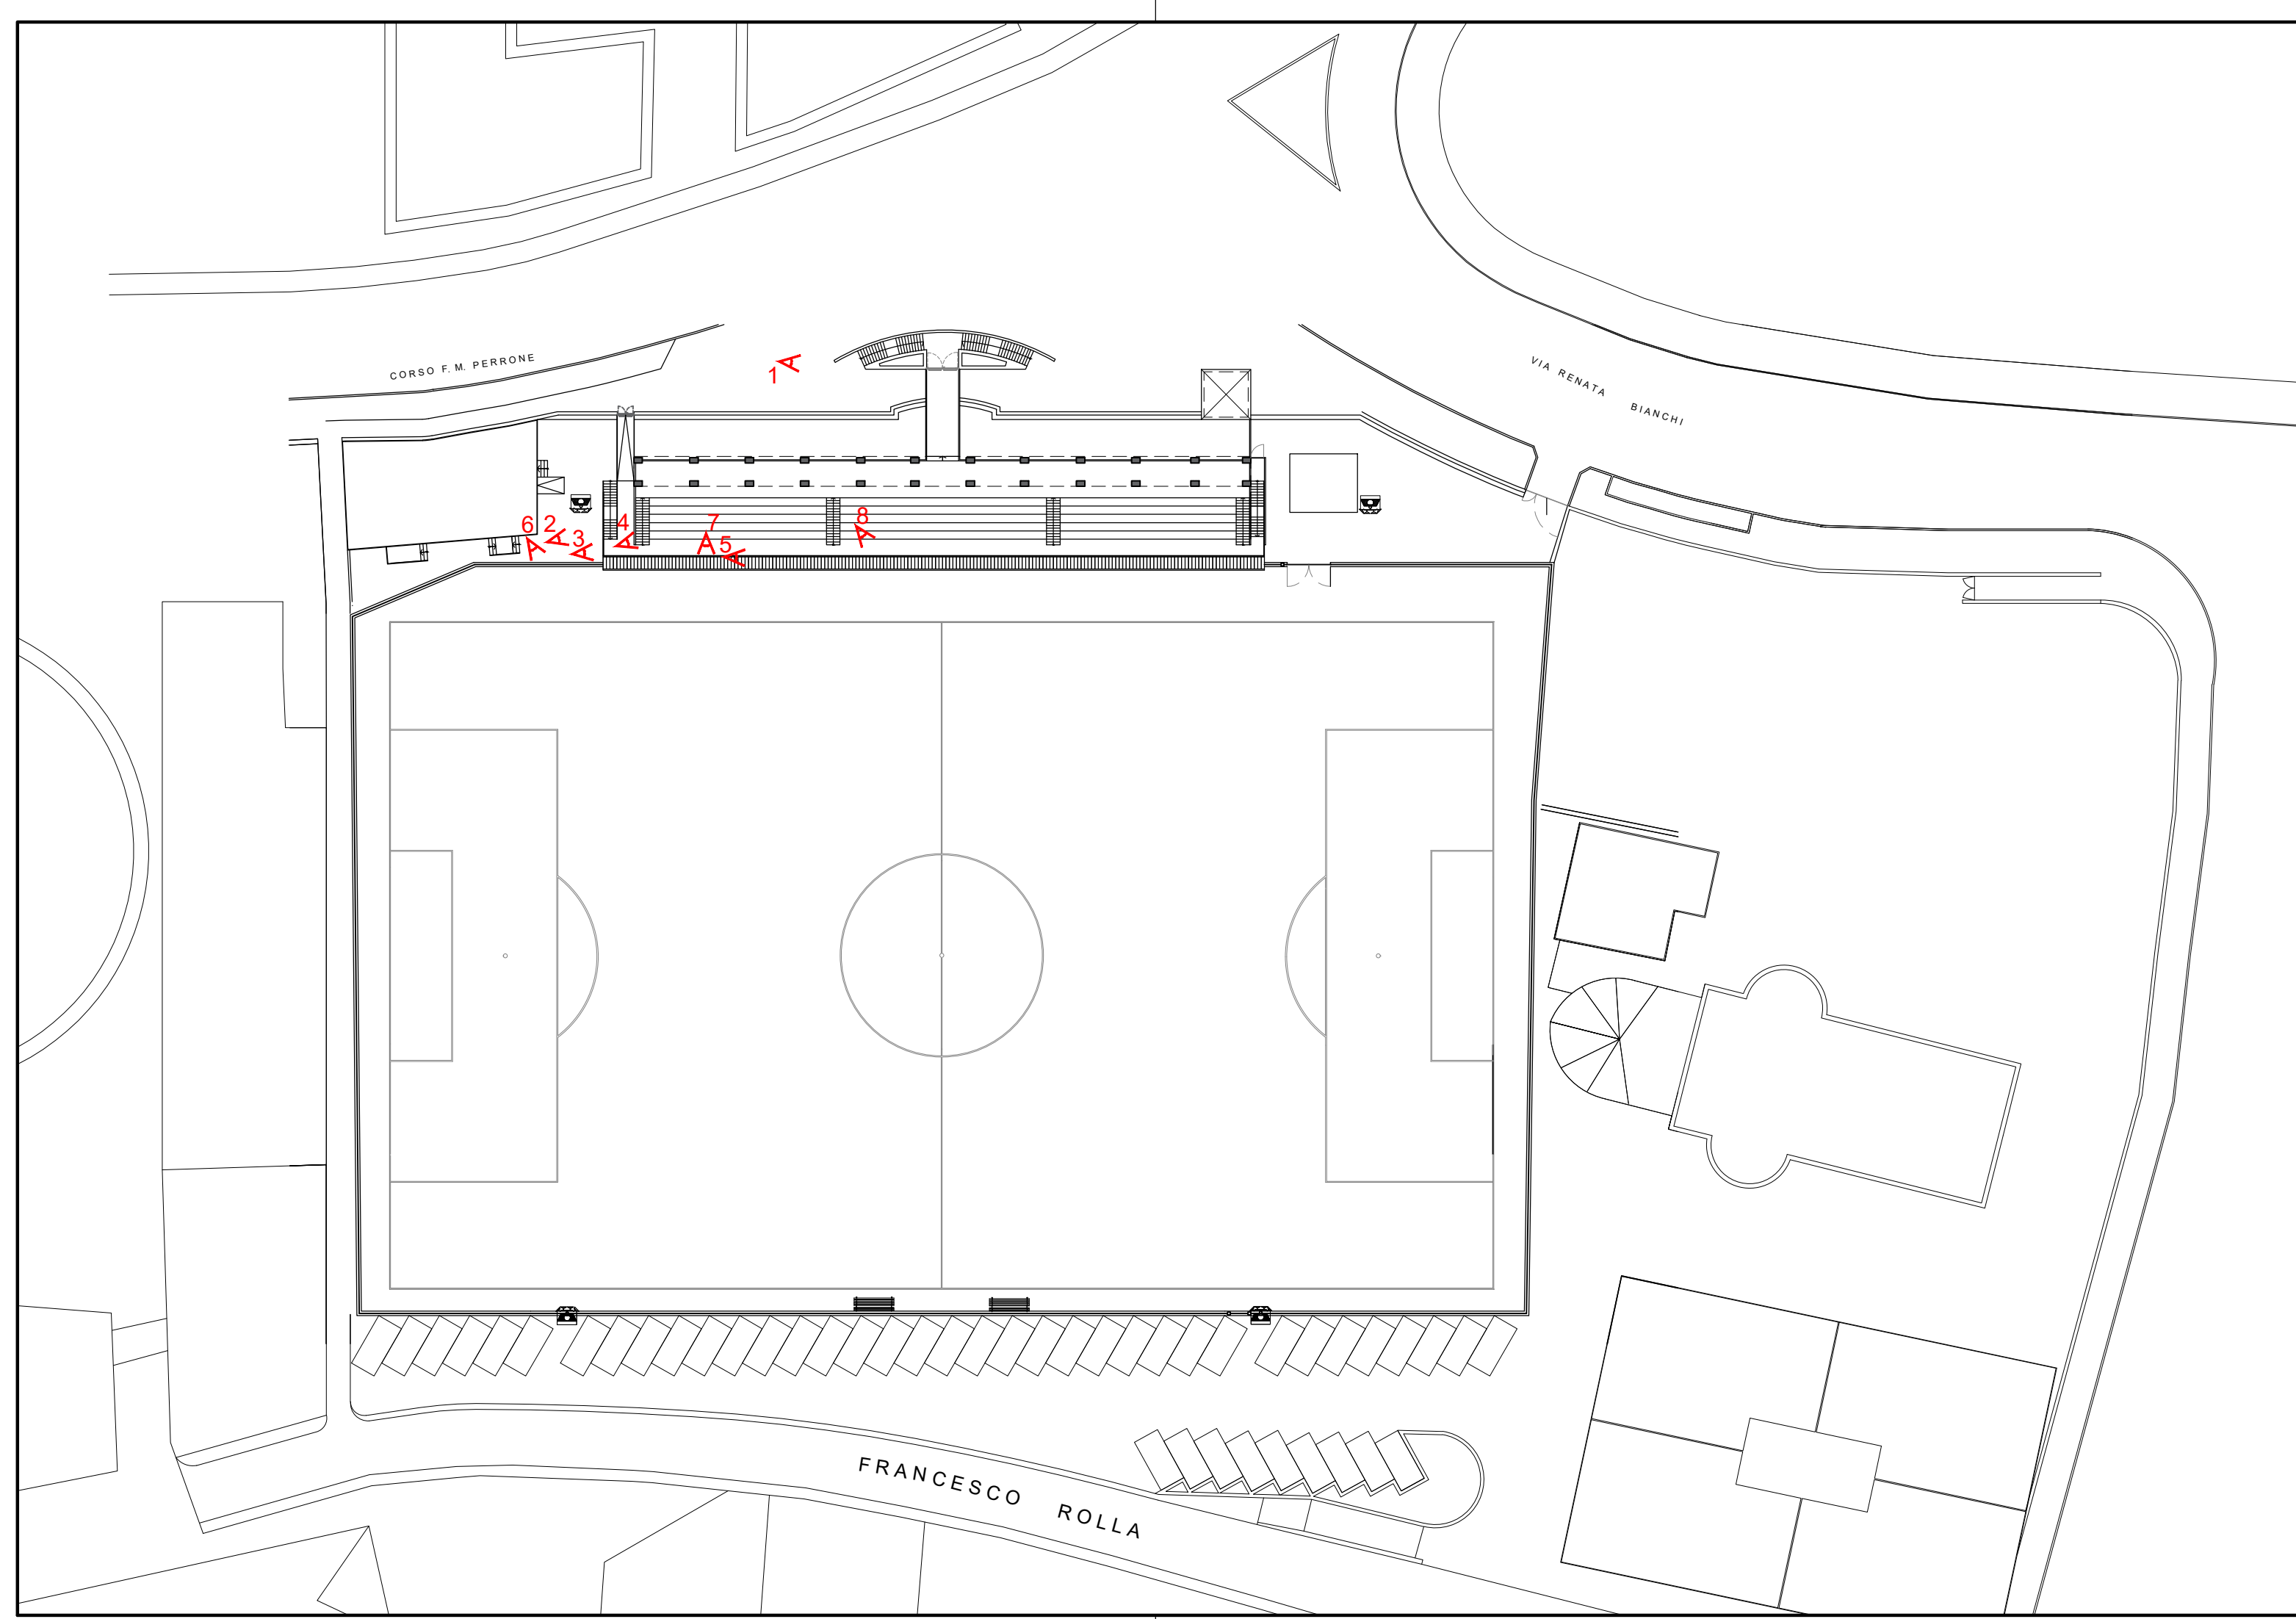 CORSO F. M. PERRONE
1
VIA RENATA BIANCHI
6
2
3
4
7
5
8
FRANCESCO ROLLA